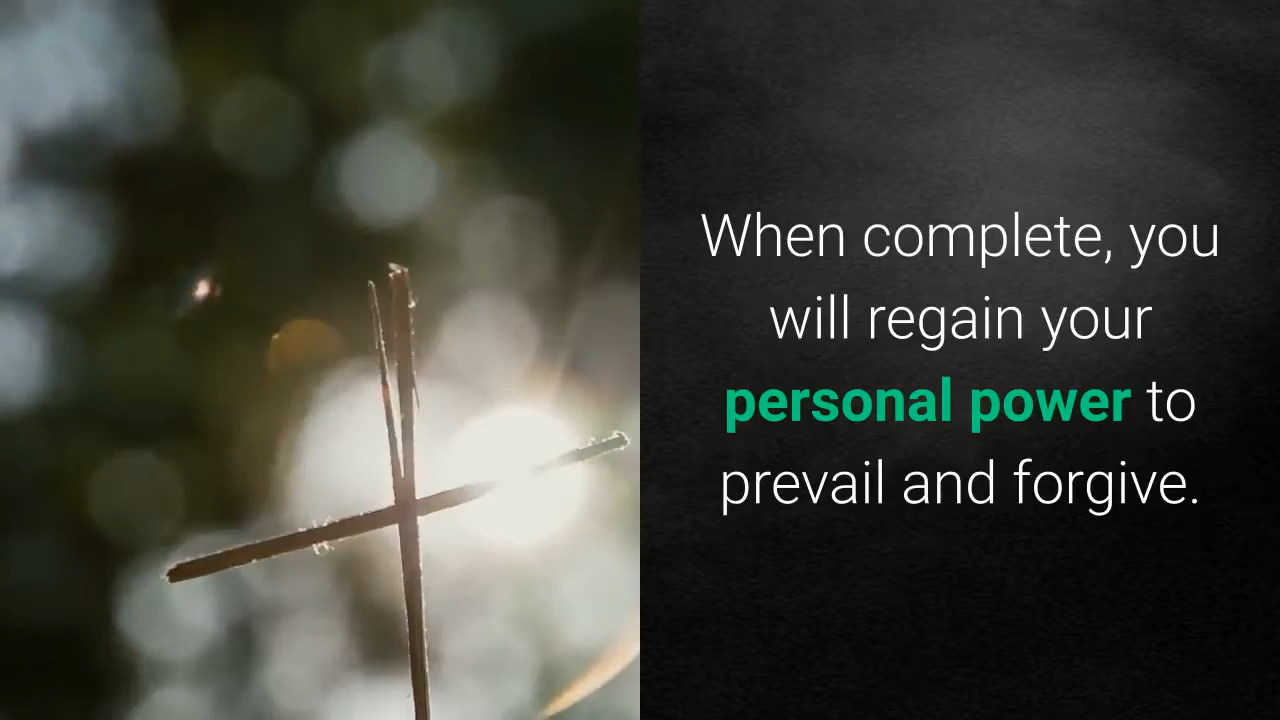 When complete, you
will regain your
personal power to
prevail and forgive.